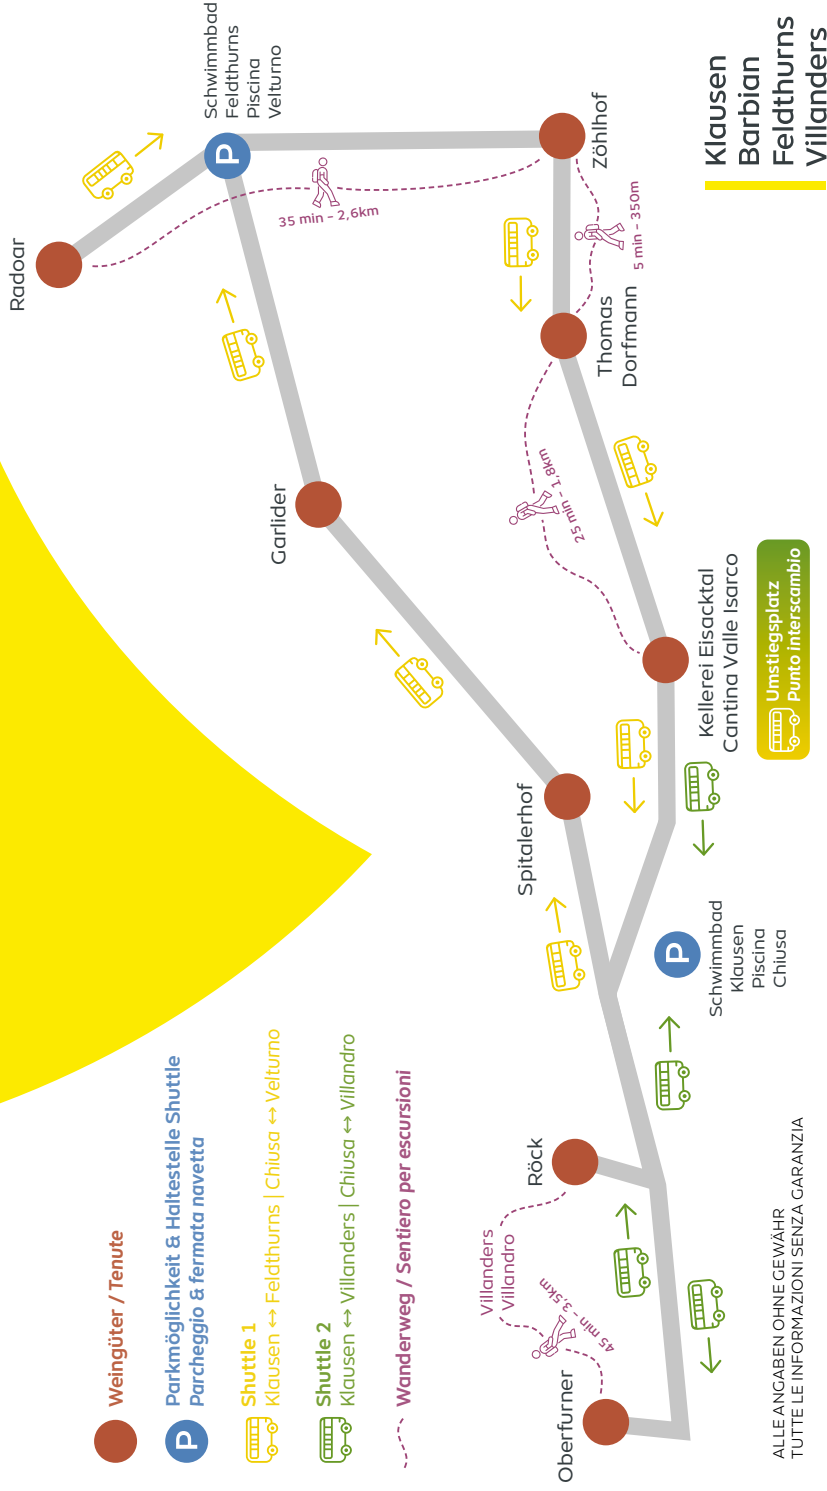 Klausen
Barbian
Feldthurns
Villanders
Radoar
P
Schwimmbad
Feldthurns
Piscina
Velturno
35 min - 2,6km
Zöhlhof
5 min - 350m
Thomas
Dorfmann
25 min - 1,8km
Garlider
Kellerei Eisacktal
Cantina Valle Isarco
Umstiegsplatz
Punto interscambio
Spitalerhof
P
Schwimmbad
Klausen
Piscina
Chiusa
Röck
Villanders
Villandro
45 min - 3,5km
Oberfurner
Weingüter / Tenute
P
Parkmöglichkeit & Haltestelle Shuttle
Parcheggio & fermata navetta
Shuttle 1
Klausen ↔ Feldthurns | Chiusa ↔ Velturno
Shuttle 2
Klausen ↔ Villanders | Chiusa ↔ Villandro
Wanderweg / Sentiero per escursioni
ALLE ANGABEN OHNE GEWÄHR
TUTTE LE INFORMAZIONI SENZA GARANZIA